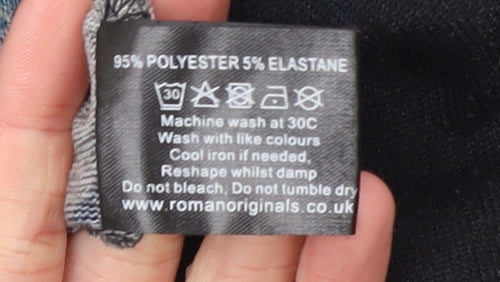 95% POLYESTER 5% ELASTANE
30
Machine wash at 30C
Wash with like colours
Cool iron if needed,
Reshape whilst damp
Do not bleach, Do not tumble dry
www.romanoriginals.co.uk